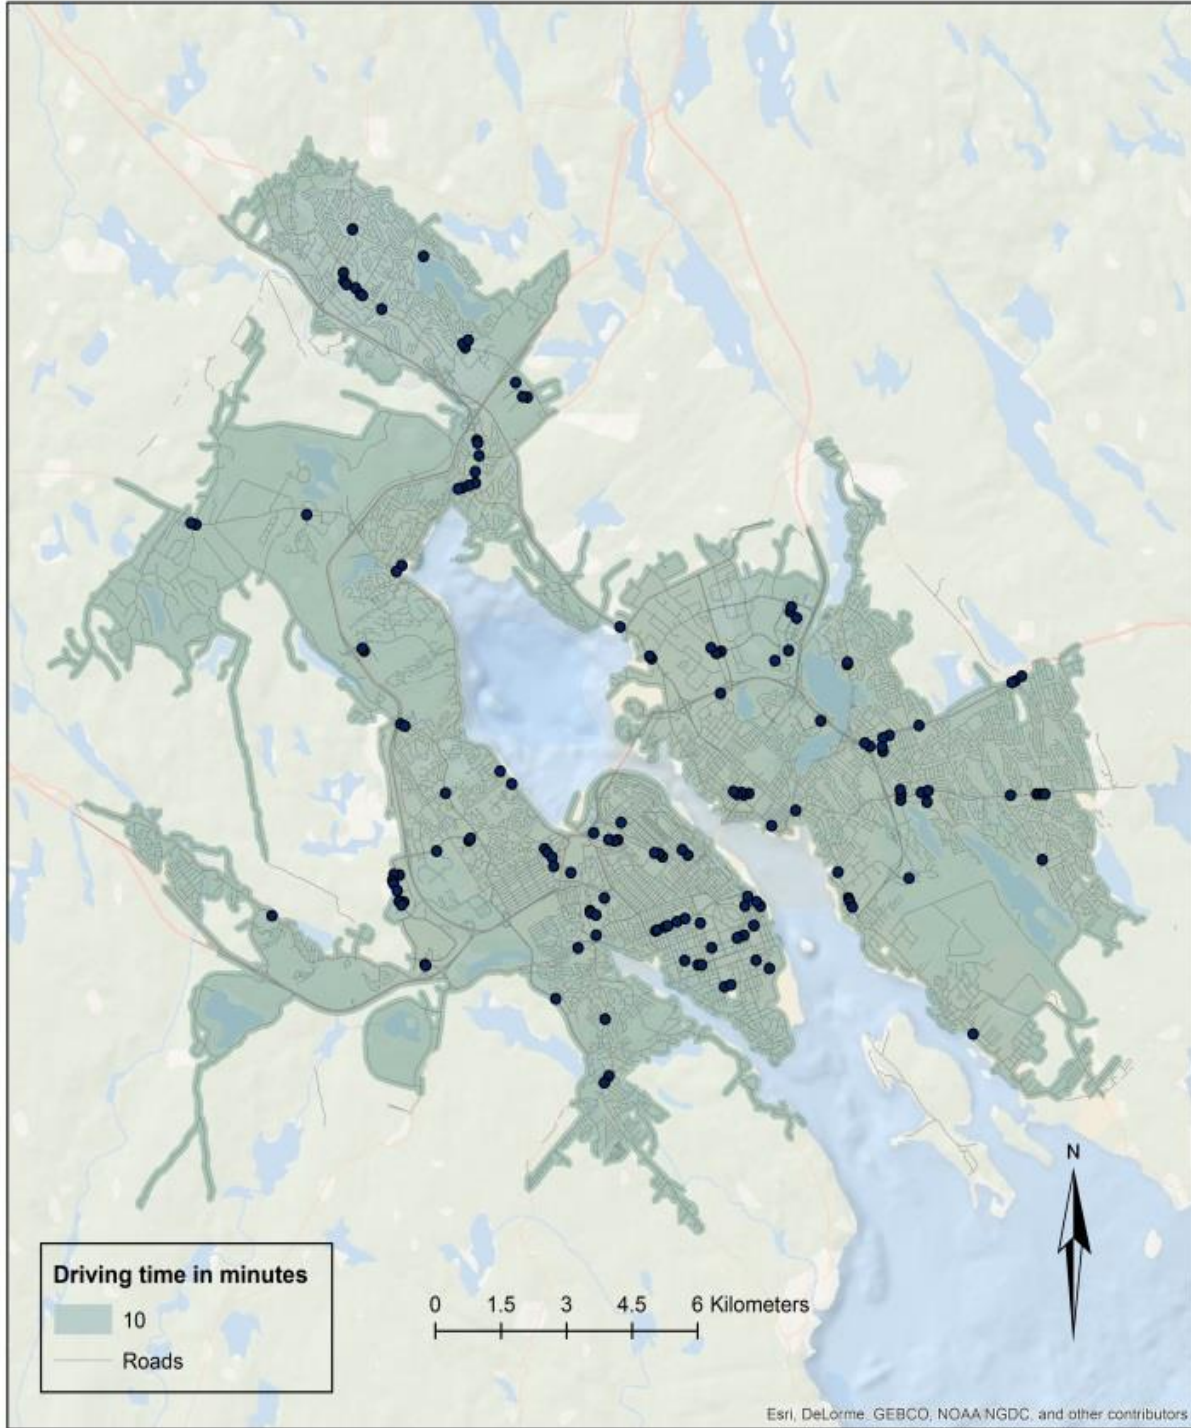 N
Driving time in minutes
10
Roads
0 1.5 3 4.5 6 Kilometers
Esri, DeLorme, GEBCO, NOAA NGDC, and other contributors